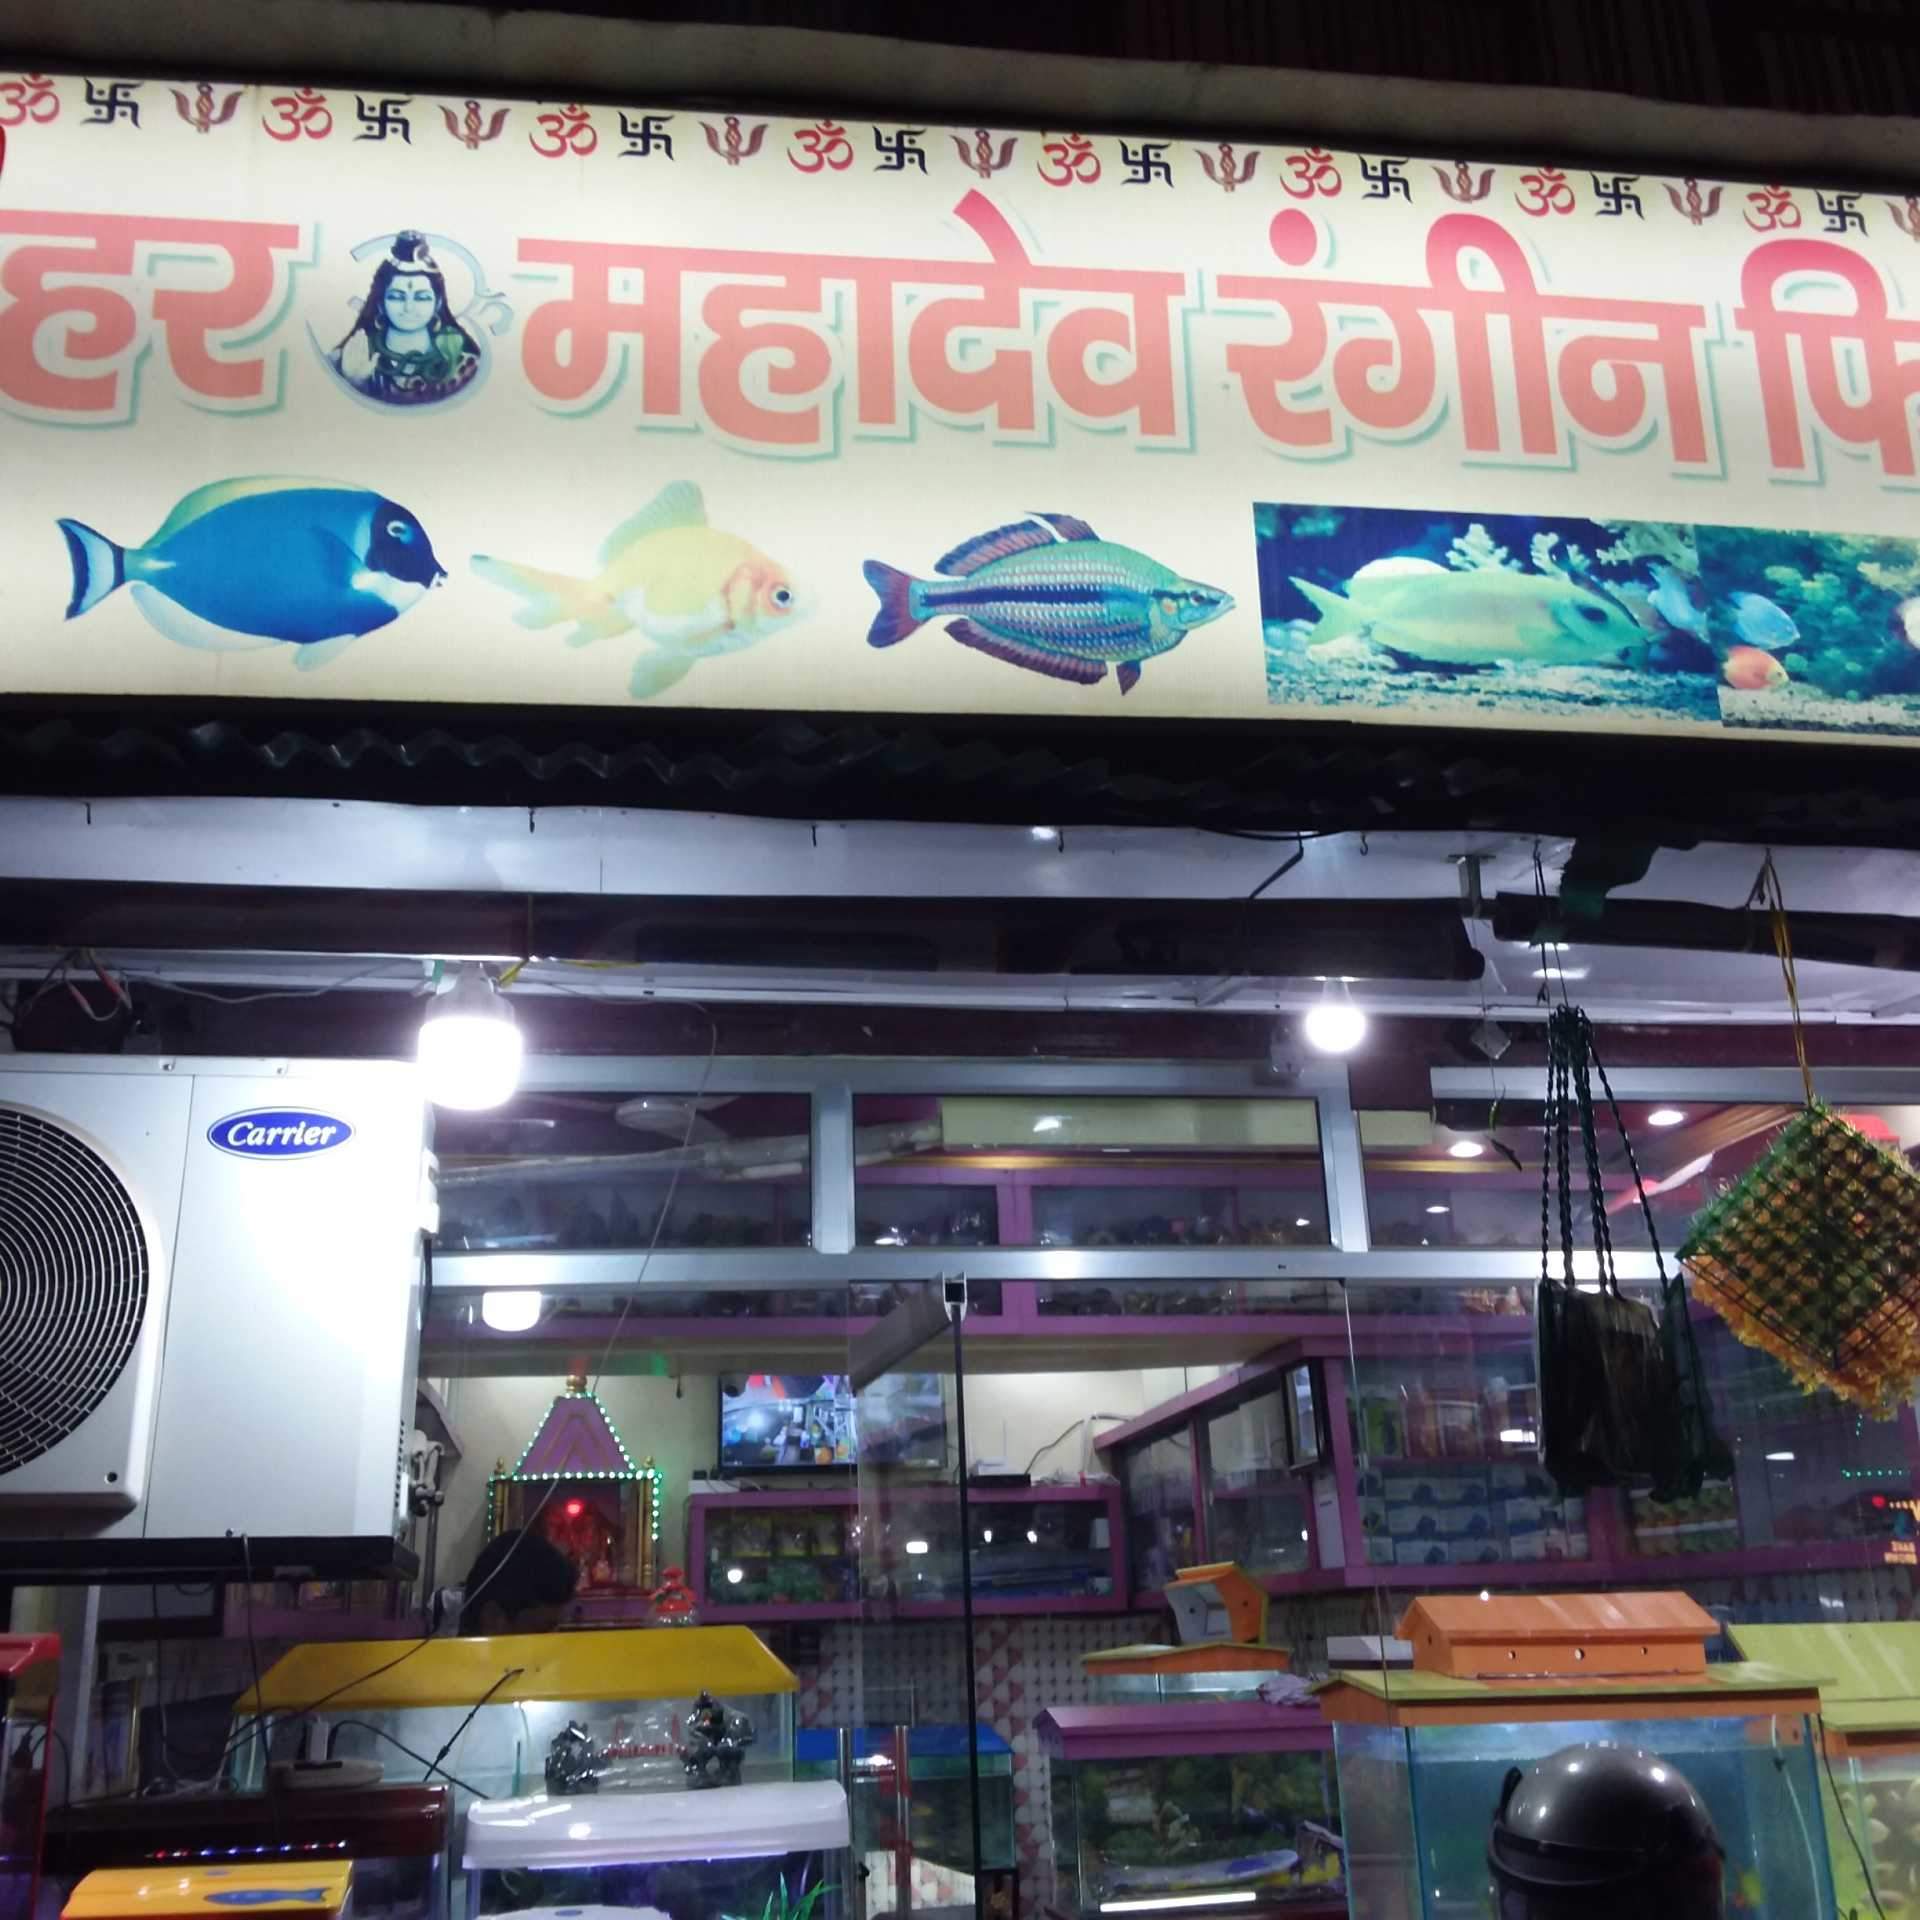 ॐ 卐 ॐ 卐 ॐ 卐 ॐ 卐 ॐ 卐 ॐ 卐 ॐ 卐 ॐ 卐
हर महादेव रंगीन फि
Carrier